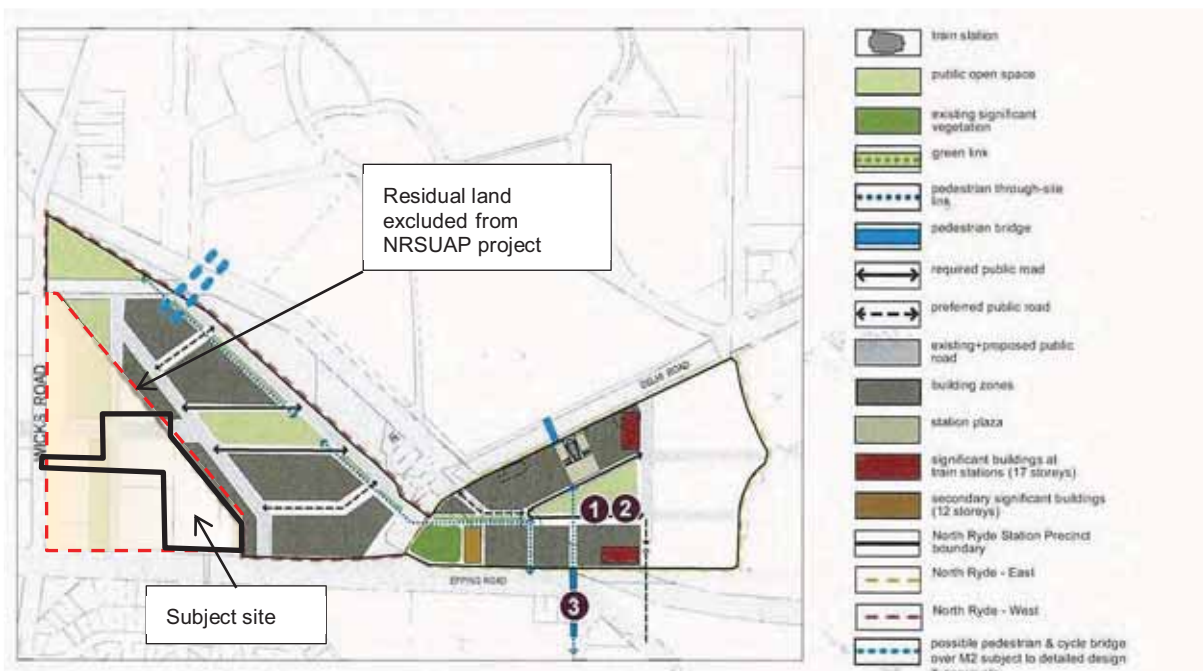 Residual land
excluded from
NRSUAP project
WICKS ROAD
DELHI ROAD
1
2
EPPING ROAD
3
Subject site
train station
public open space
existing significant
vegetation
green link
pedestrian through-site
link
pedestrian bridge
required public road
preferred public road
existing+proposed public
road
building zones
station plaza
significant buildings at
train stations (17 storeys)
secondary significant buildings
(12 storeys)
North Ryde Station Precinct
boundary
North Ryde - East
North Ryde - West
possible pedestrian & cycle bridge
over M2 subject to detailed design